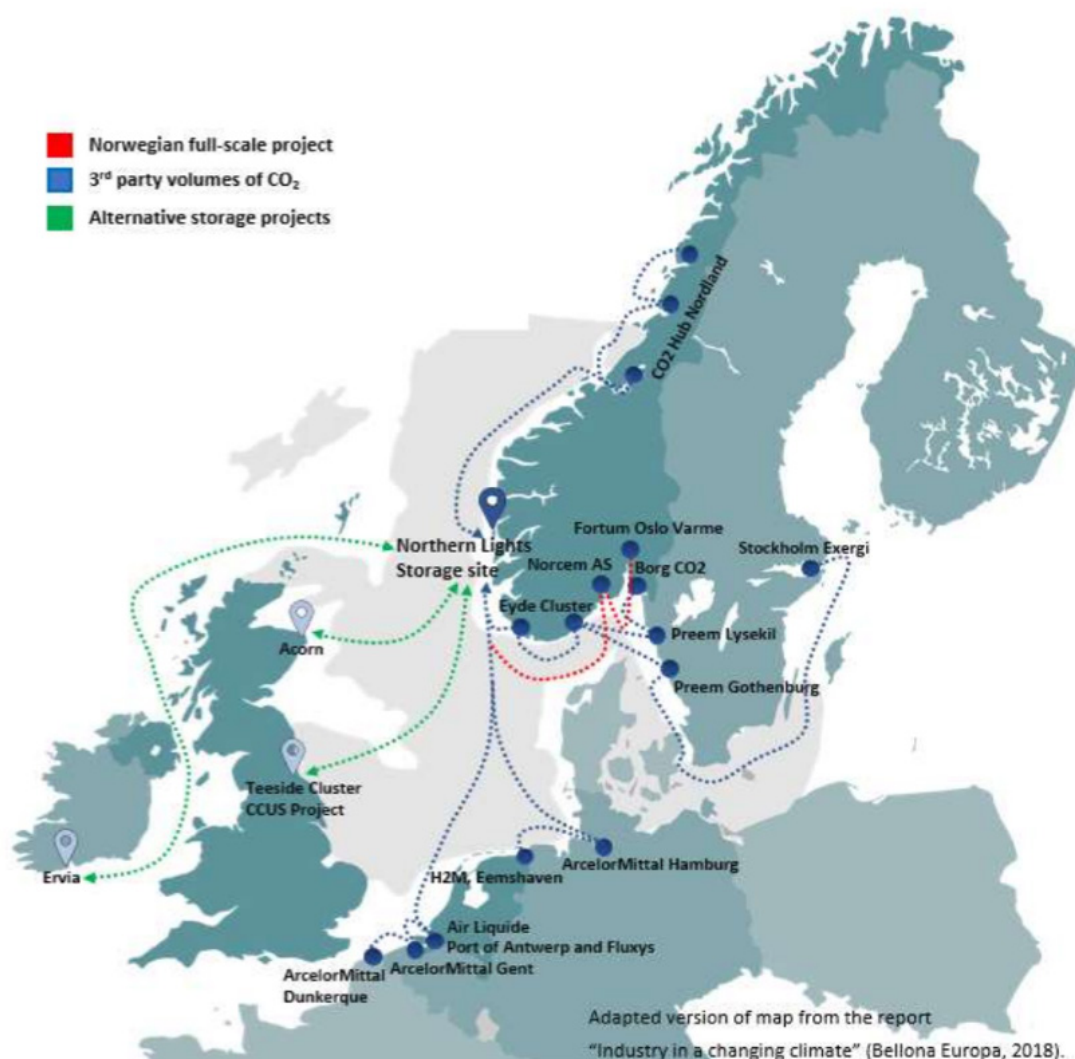 Norwegian full-scale project
3rd party volumes of CO₂
Alternative storage projects
CO2 Hub Nordland
Northern Lights
Storage site
Fortum Oslo Varme
Norcem AS
Borg CO2
Stockholm Exergi
Eyde Cluster
Preem Lysekil
Preem Gothenburg
Acorn
Teeside Cluster
CCUS Project
Ervia
H2M, Eemshaven
ArcelorMittal Hamburg
Air Liquide
Port of Antwerp and Fluxys
ArcelorMittal Gent
ArcelorMittal
Dunkerque
Adapted version of map from the report
“Industry in a changing climate” (Bellona Europa, 2018).